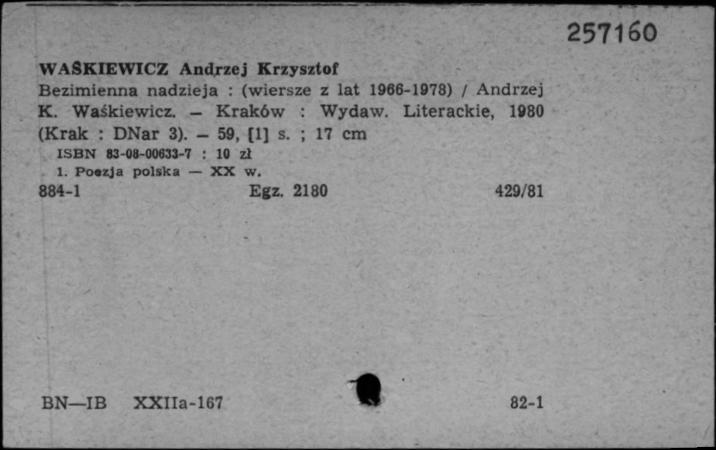 257160
WAŚKIEWICZ Andrzej Krzysztof
Bezimienna nadzieja : (wiersze z lat 1966-1978) / Andrzej
K. Waśkiewicz. — Kraków : Wydaw. Literackie, 1980
(Krak : DNar 3). — 59, [1] s. ; 17 cm
ISBN 83-08-00633-7 : 10 zł
1. Poezja polska — XX w.
884-1 Egz. 2180 429/81
BN—IB XXIIa-167 82-1